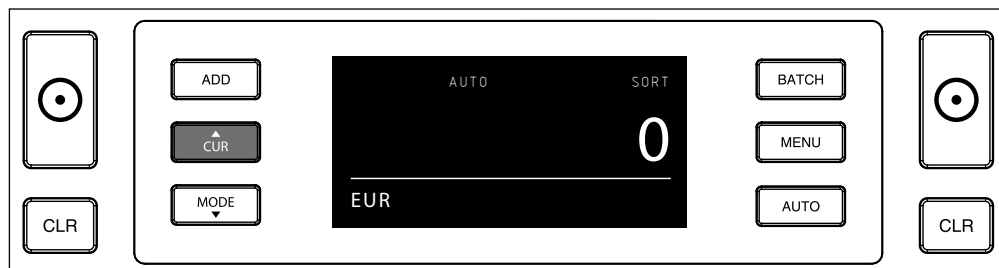 ADD
AUTO SORT
BATCH
CUR
0
MENU
MODE
EUR
AUTO
CLR
CLR